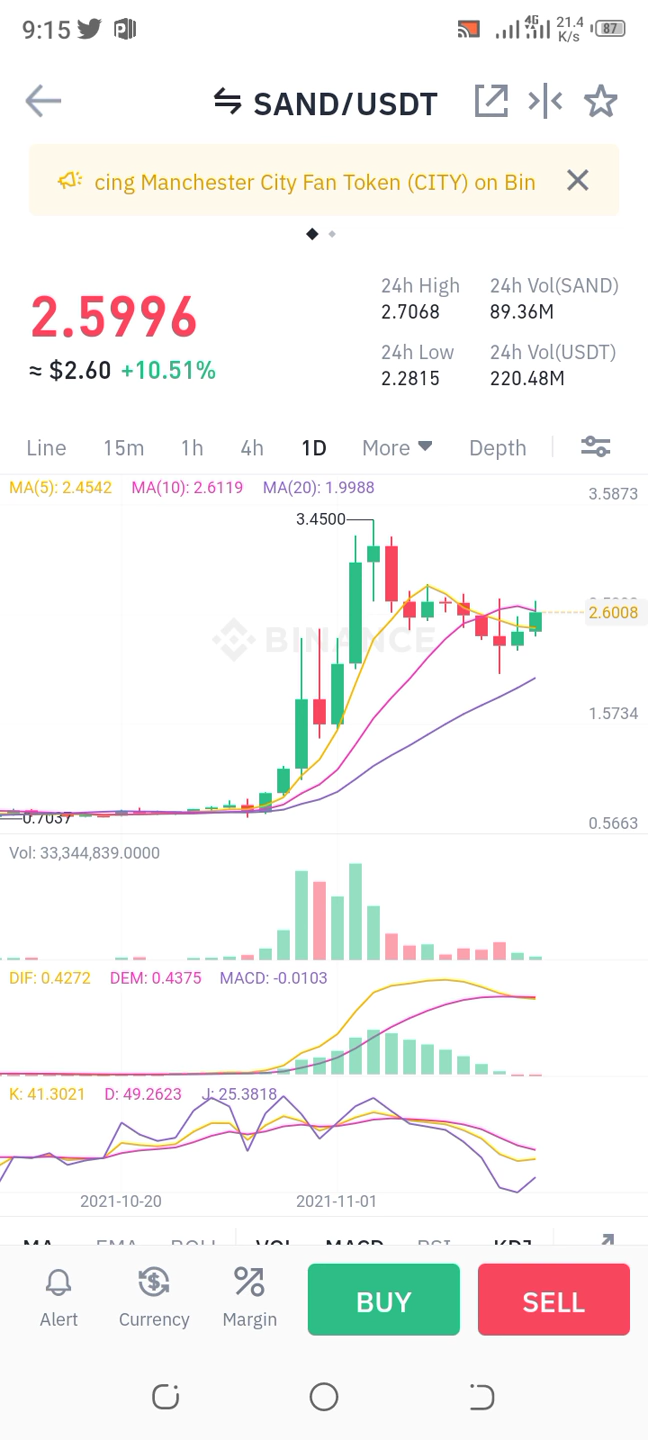 9:15 4G 21.4 K/s 87
SAND/USDT
cing Manchester City Fan Token (CITY) on Bin
2.5996
≈ $2.60 +10.51%
24h High 24h Vol(SAND)
2.7068 89.36M
24h Low 24h Vol(USDT)
2.2815 220.48M
Line 15m 1h 4h 1D More Depth
MA(5): 2.4542 MA(10): 2.6119 MA(20): 1.9988
3.5873
3.4500
2.6008
BINANCE
1.5734
0.7037
0.5663
Vol: 33,344,839.0000
DIF: 0.4272 DEM: 0.4375 MACD: -0.0103
K: 41.3021 D: 49.2623 J: 25.3818
2021-10-20 2021-11-01
MA EMA BOLL VOL MACD RSI KDJ
Alert Currency Margin BUY SELL